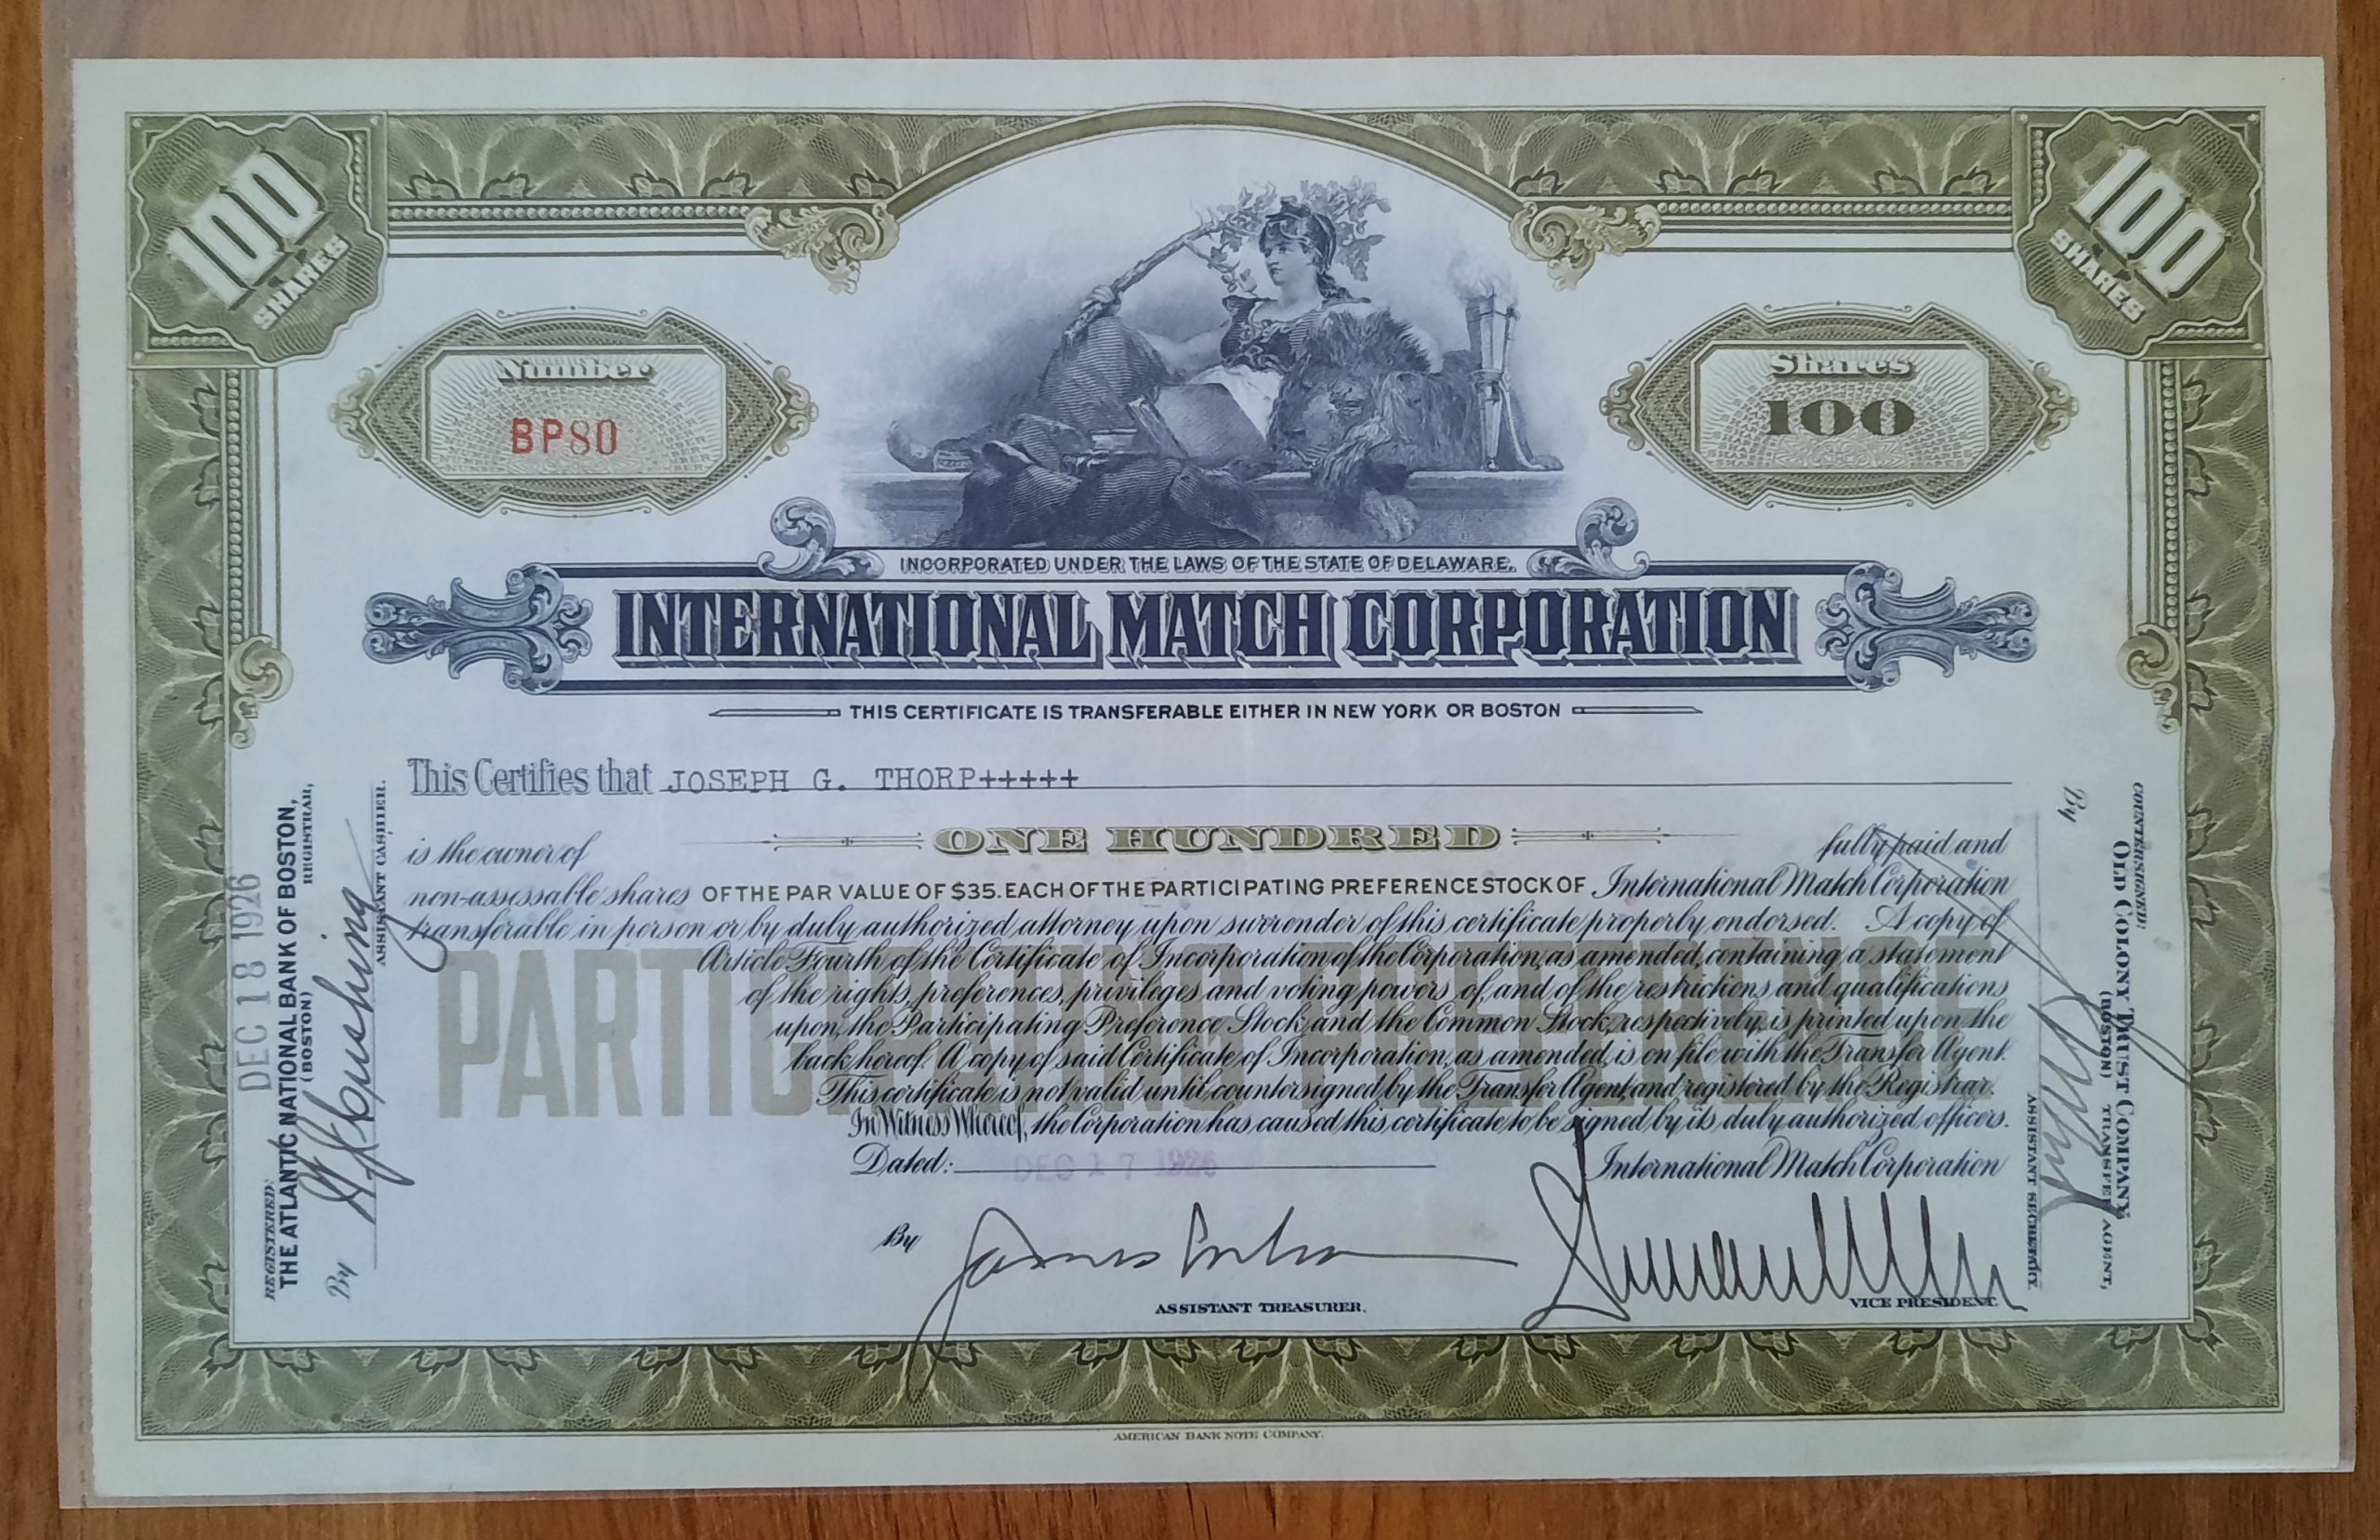 100 SHARES
100 SHARES
Number
BP80
Shares
100
INCORPORATED UNDER THE LAWS OF THE STATE OF DELAWARE.
INTERNATIONAL MATCH CORPORATION
THIS CERTIFICATE IS TRANSFERABLE EITHER IN NEW YORK OR BOSTON
This Certifies that JOSEPH G. THORP+++++
is the owner of ONE HUNDRED fully paid and
non-assessable shares OF THE PAR VALUE OF $35. EACH OF THE PARTICIPATING PREFERENCE STOCK OF International Match Corporation
transferable in person or by duly authorized attorney upon surrender of this certificate properly endorsed. A copy of
Article Fourth of the Certificate of Incorporation of the Corporation, as amended, containing a statement
of the rights, preferences, privileges and voting powers of, and of the restrictions and qualifications
upon, the Participating Preference Stock and the Common Stock, respectively, is printed upon the
back hereof. A copy of said Certificate of Incorporation, as amended, is on file with the Transfer Agent.
This certificate is not valid until countersigned by the Transfer Agent and registered by the Registrar.
In Witness Whereof, the Corporation has caused this certificate to be signed by its duly authorized officers.
PARTICIPATING PREFERENCE
Dated: DEC 17 1926
International Match Corporation
By
ASSISTANT TREASURER.
VICE PRESIDENT.
DEC 18 1926
REGISTERED:
THE ATLANTIC NATIONAL BANK OF BOSTON,
(BOSTON) REGISTRAR,
By
ASSISTANT CASHIER.
COUNTERSIGNED:
OLD COLONY TRUST COMPANY,
(BOSTON) TRANSFER AGENT,
By
ASSISTANT SECRETARY
AMERICAN BANK NOTE COMPANY.